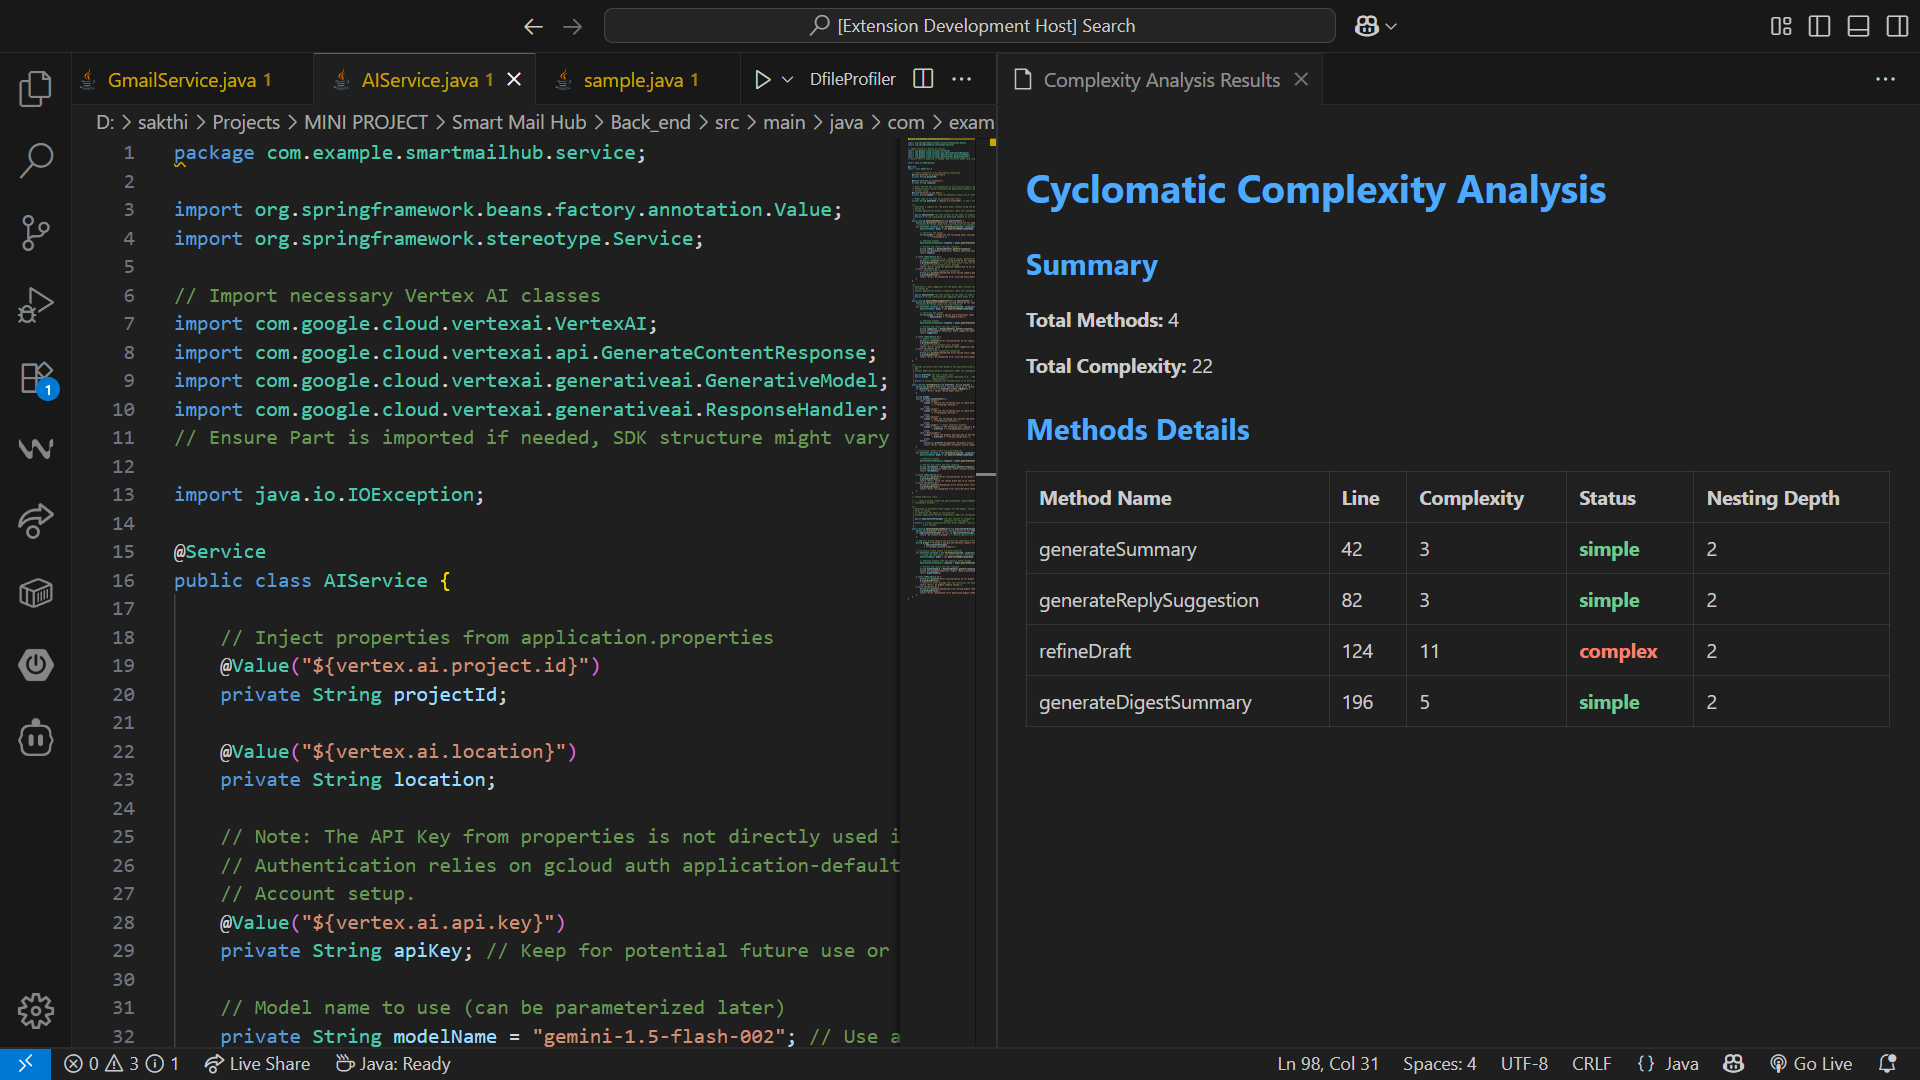 [Extension Development Host] Search
GmailService.java 1
AIService.java 1
sample.java 1
DfileProfiler
Complexity Analysis Results
D: > sakthi > Projects > MINI PROJECT > Smart Mail Hub > Back_end > src > main > java > com > exam
1 package com.example.smartmailhub.service;
2
3 import org.springframework.beans.factory.annotation.Value;
4 import org.springframework.stereotype.Service;
5
6 // Import necessary Vertex AI classes
7 import com.google.cloud.vertexai.VertexAI;
8 import com.google.cloud.vertexai.api.GenerateContentResponse;
9 import com.google.cloud.vertexai.generativeai.GenerativeModel;
10 import com.google.cloud.vertexai.generativeai.ResponseHandler;
11 // Ensure Part is imported if needed, SDK structure might vary
12
13 import java.io.IOException;
14
15 @Service
16 public class AIService {
17
18 // Inject properties from application.properties
19 @Value("${vertex.ai.project.id}")
20 private String projectId;
21
22 @Value("${vertex.ai.location}")
23 private String location;
24
25 // Note: The API Key from properties is not directly used i
26 // Authentication relies on gcloud auth application-default
27 // Account setup.
28 @Value("${vertex.ai.api.key}")
29 private String apiKey; // Keep for potential future use or
30
31 // Model name to use (can be parameterized later)
32 private String modelName = "gemini-1.5-flash-002"; // Use a
Cyclomatic Complexity Analysis
Summary
Total Methods: 4
Total Complexity: 22
Methods Details
Method Name Line Complexity Status Nesting Depth
generateSummary 42 3 simple 2
generateReplySuggestion 82 3 simple 2
refineDraft 124 11 complex 2
generateDigestSummary 196 5 simple 2
1
0 3 1 Live Share Java: Ready
Ln 98, Col 31 Spaces: 4 UTF-8 CRLF {} Java Go Live